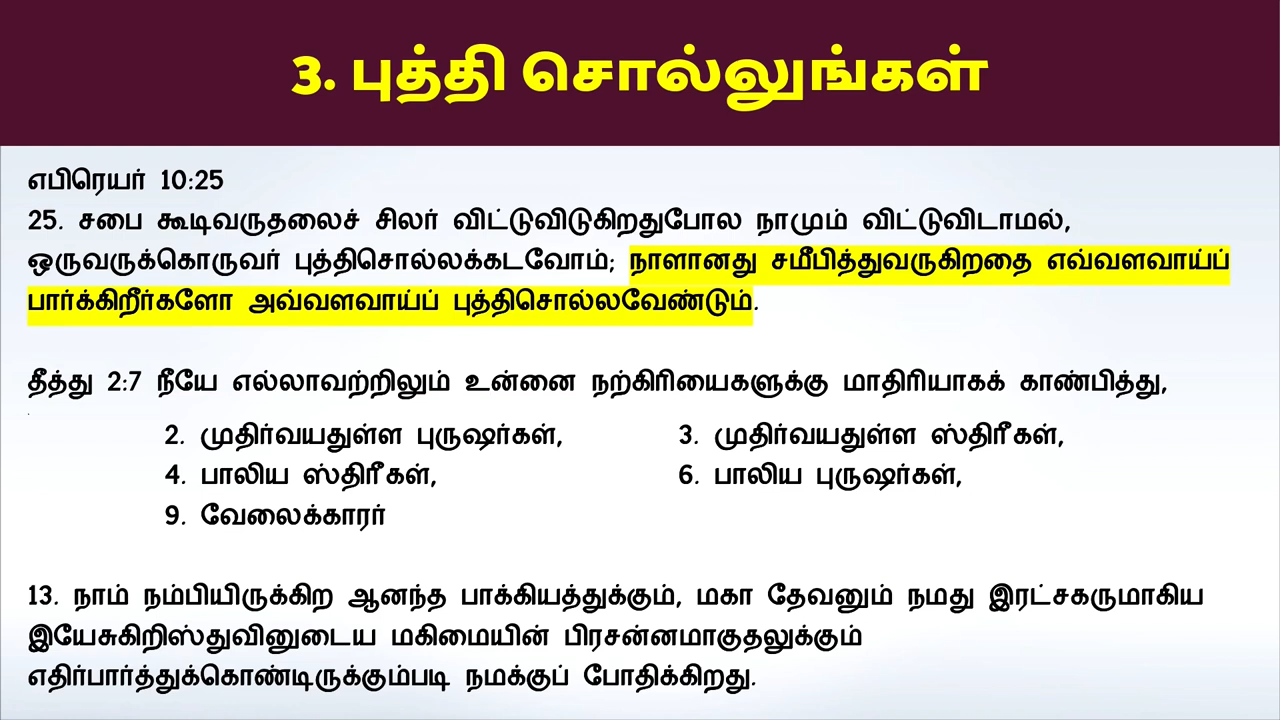 3. புத்தி சொல்லுங்கள்
எபிரெயர் 10:25
25. சபை கூடிவருதலைச் சிலர் விட்டுவிடுகிறதுபோல நாமும் விட்டுவிடாமல்,
ஒருவருக்கொருவர் புத்திசொல்லக்கடவோம்; நாளானது சமீபித்துவருகிறதை எவ்வளவாய்ப்
பார்க்கிறீர்களோ அவ்வளவாய்ப் புத்திசொல்லவேண்டும்.
தீத்து 2:7 நீயே எல்லாவற்றிலும் உன்னை நற்கிரியைகளுக்கு மாதிரியாகக் காண்பித்து,
2. முதிர்வயதுள்ள புருஷர்கள், 3. முதிர்வயதுள்ள ஸ்திரீகள்,
4. பாலிய ஸ்திரீகள், 6. பாலிய புருஷர்கள்,
9. வேலைக்காரர்
13. நாம் நம்பியிருக்கிற ஆனந்த பாக்கியத்துக்கும், மகா தேவனும் நமது இரட்சகருமாகிய
இயேசுகிறிஸ்துவினுடைய மகிமையின் பிரசன்னமாகுதலுக்கும்
எதிர்பார்த்துக்கொண்டிருக்கும்படி நமக்குப் போதிக்கிறது.